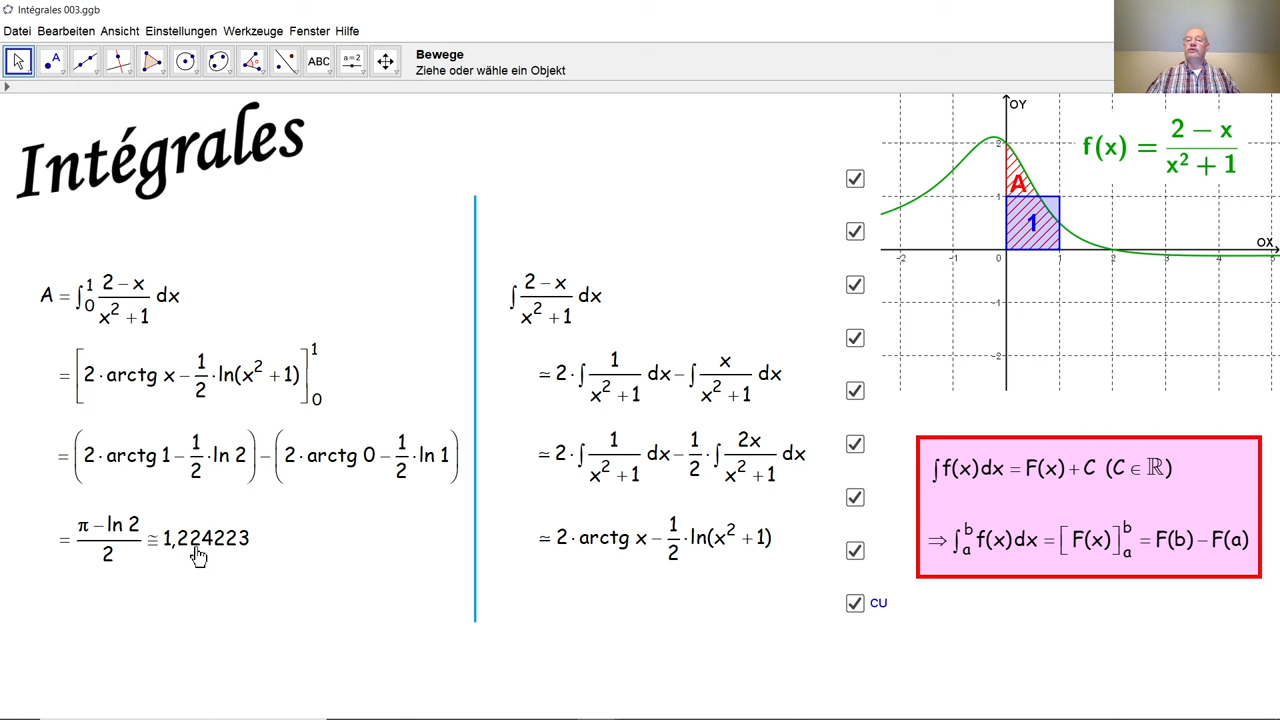 Intégrales 003.ggb
Datei Bearbeiten Ansicht Einstellungen Werkzeuge Fenster Hilfe
ABC a=2
Bewege
Ziehe oder wähle ein Objekt
Intégrales
A = ∫₀¹ (2 − x)/(x² + 1) dx
= [2·arctg x − 1/2·ln(x² + 1)]₀¹
= (2·arctg 1 − 1/2·ln 2) − (2·arctg 0 − 1/2·ln 1)
= (π − ln 2)/2 ≅ 1,224223
∫ (2 − x)/(x² + 1) dx
≃ 2·∫ 1/(x² + 1) dx − ∫ x/(x² + 1) dx
≃ 2·∫ 1/(x² + 1) dx − 1/2·∫ 2x/(x² + 1) dx
≃ 2·arctg x − 1/2·ln(x² + 1)
CU
OY
f(x) = (2 − x)/(x² + 1)
2
A
1
1
OX
-2 -1 0 1 2 3 4 5
-1
-2
∫f(x)dx = F(x) + C (C ∈ ℝ)
⇒ ∫ₐᵇ f(x)dx = [F(x)]ₐᵇ = F(b) − F(a)